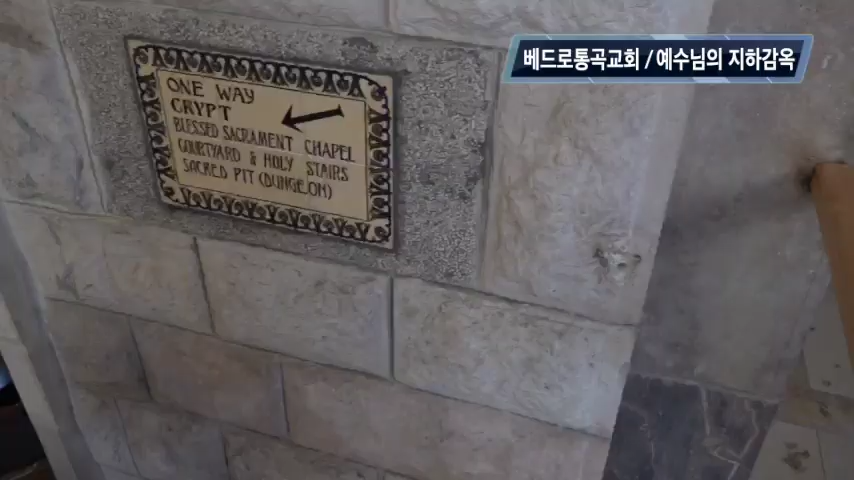 베드로통곡교회 / 예수님의 지하감옥
ONE WAY
CRYPT
BLESSED SACRAMENT CHAPEL
COURTYARD & HOLY STAIRS
SACRED PIT (DUNGEON)